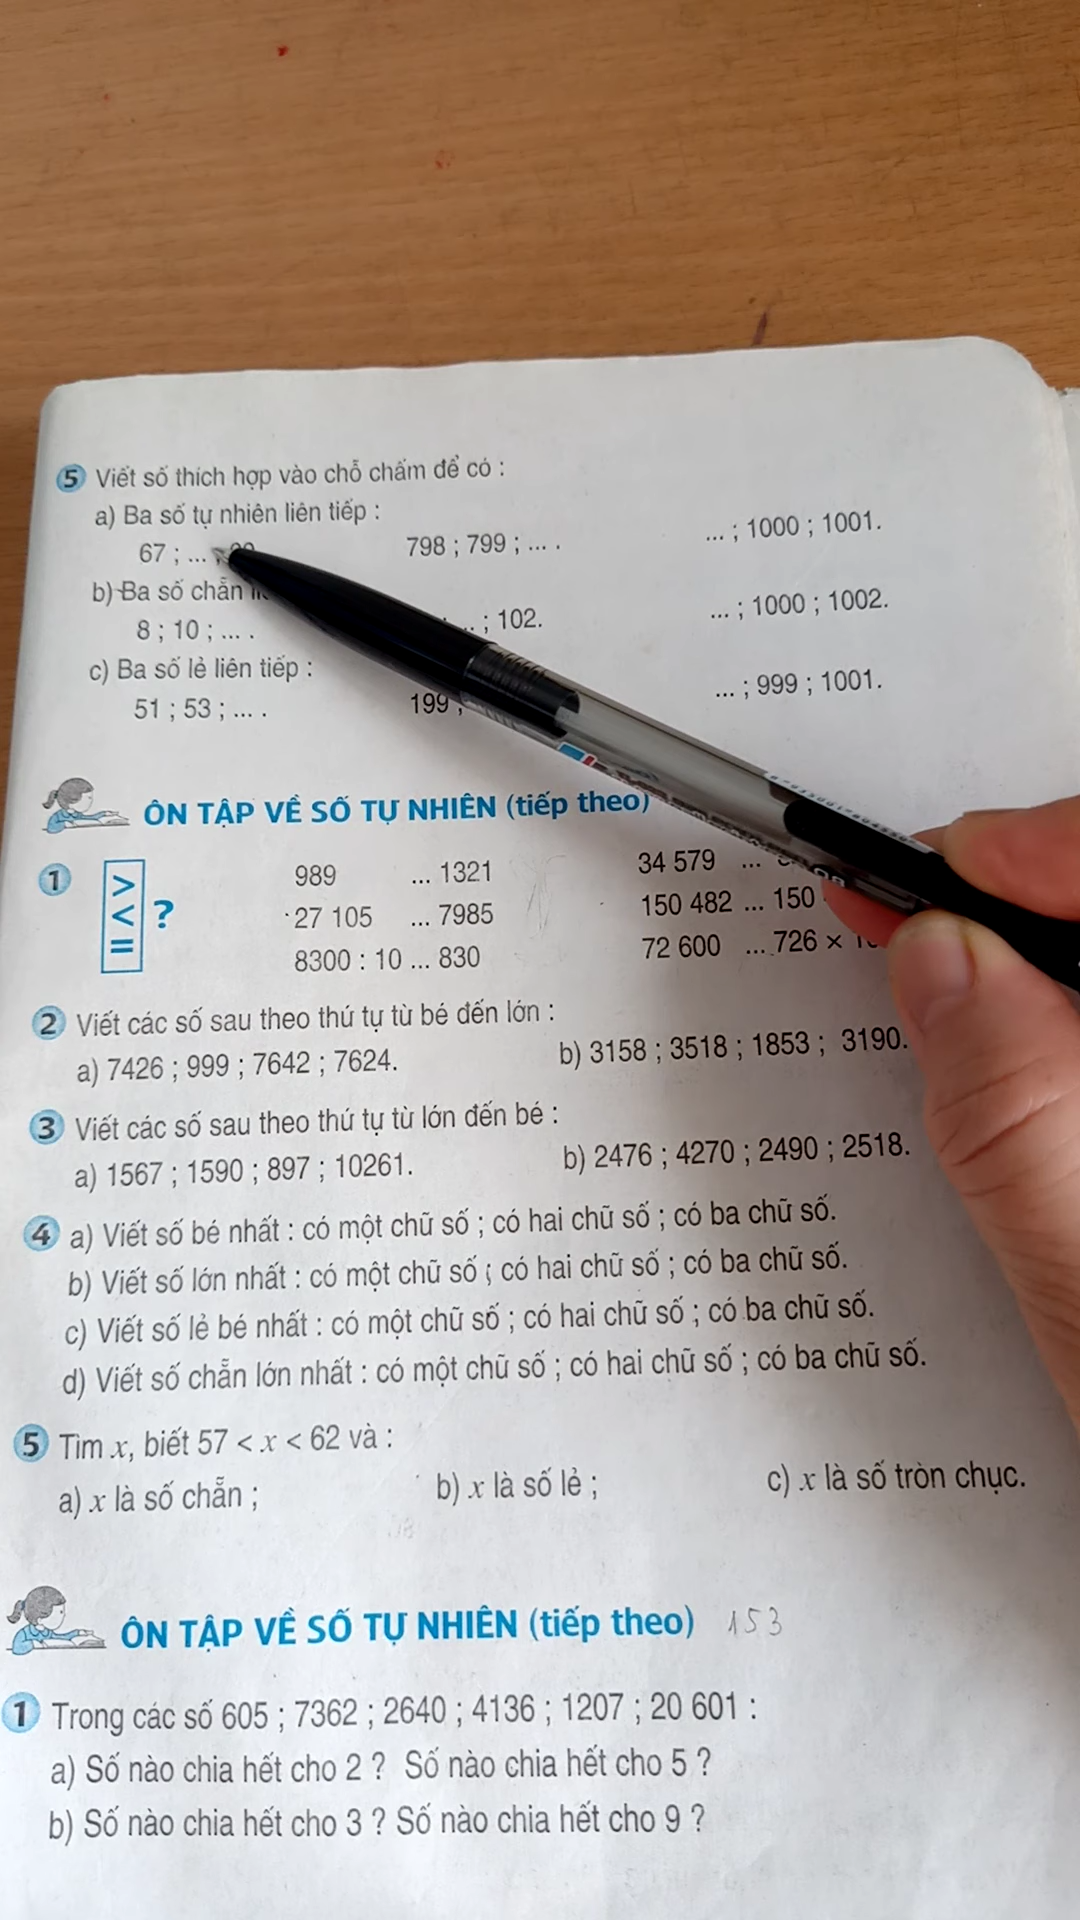 5 Viết số thích hợp vào chỗ chấm để có :
a) Ba số tự nhiên liên tiếp :
67 ; ... ; 798 ; 799 ; ... . ... ; 1000 ; 1001.
b) Ba số chẵn
8 ; 10 ; ... . ... ; 102. ... ; 1000 ; 1002.
c) Ba số lẻ liên tiếp :
51 ; 53 ; ... . 199 ; ... ; 999 ; 1001.
ÔN TẬP VỀ SỐ TỰ NHIÊN (tiếp theo)
1 > < = ?
989 ... 1321 34 579 ...
27 105 ... 7985 150 482 ... 150
8300 : 10 ... 830 72 600 ... 726 ×
2 Viết các số sau theo thứ tự từ bé đến lớn :
a) 7426 ; 999 ; 7642 ; 7624. b) 3158 ; 3518 ; 1853 ; 3190.
3 Viết các số sau theo thứ tự từ lớn đến bé :
a) 1567 ; 1590 ; 897 ; 10261. b) 2476 ; 4270 ; 2490 ; 2518.
4 a) Viết số bé nhất : có một chữ số ; có hai chữ số ; có ba chữ số.
b) Viết số lớn nhất : có một chữ số ; có hai chữ số ; có ba chữ số.
c) Viết số lẻ bé nhất : có một chữ số ; có hai chữ số ; có ba chữ số.
d) Viết số chẵn lớn nhất : có một chữ số ; có hai chữ số ; có ba chữ số.
5 Tìm x, biết 57 < x < 62 và :
a) x là số chẵn ; b) x là số lẻ ; c) x là số tròn chục.
ÔN TẬP VỀ SỐ TỰ NHIÊN (tiếp theo) 153
1 Trong các số 605 ; 7362 ; 2640 ; 4136 ; 1207 ; 20 601 :
a) Số nào chia hết cho 2 ? Số nào chia hết cho 5 ?
b) Số nào chia hết cho 3 ? Số nào chia hết cho 9 ?